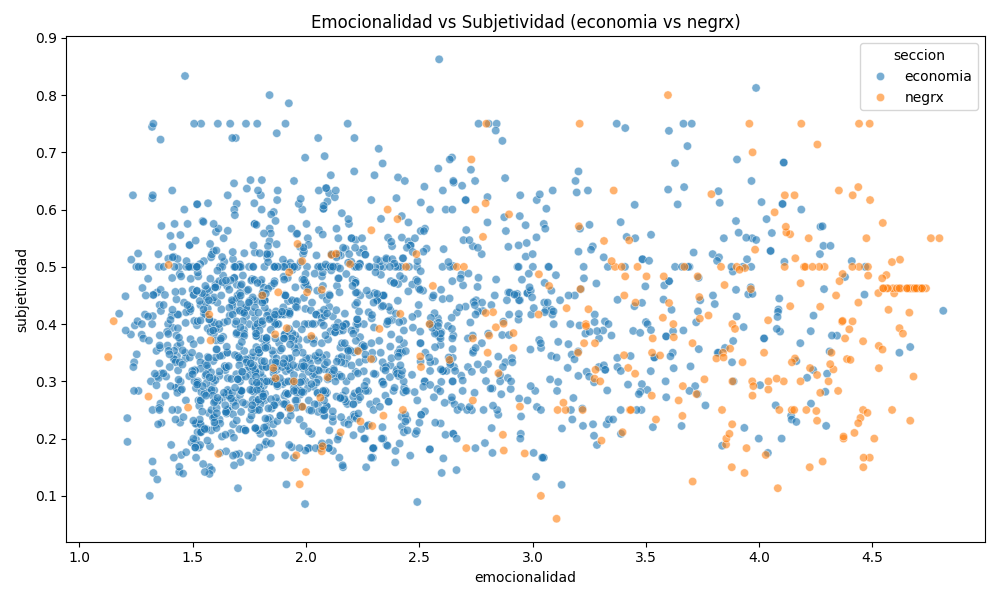 Emocionalidad vs Subjetividad (economia vs negrx)
seccion
economia
negrx
subjetividad
0.9
0.8
0.7
0.6
0.5
0.4
0.3
0.2
0.1
1.0 1.5 2.0 2.5 3.0 3.5 4.0 4.5
emocionalidad